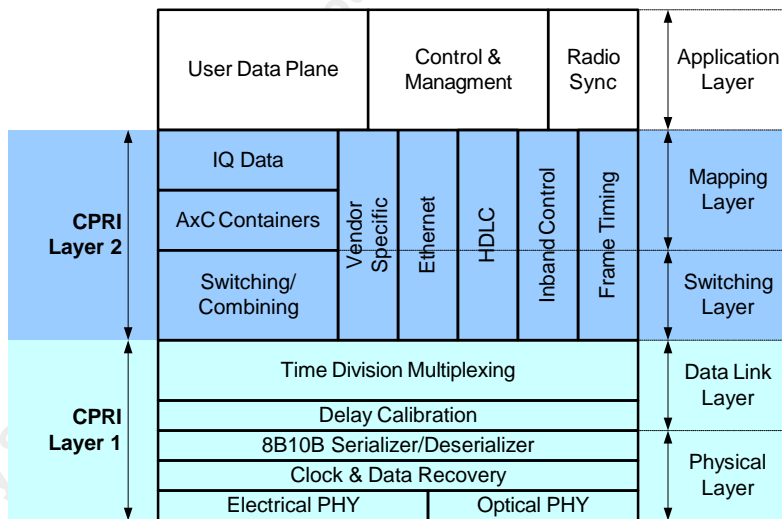 User Data Plane
Control &
Managment
Radio
Sync
Application
Layer
CPRI
Layer 2
IQ Data
AxC Containers
Switching/
Combining
Vendor
Specific
Ethernet
HDLC
Inband Control
Frame Timing
Mapping
Layer
Switching
Layer
CPRI
Layer 1
Time Division Multiplexing
Delay Calibration
8B10B Serializer/Deserializer
Clock & Data Recovery
Electrical PHY
Optical PHY
Data Link
Layer
Physical
Layer